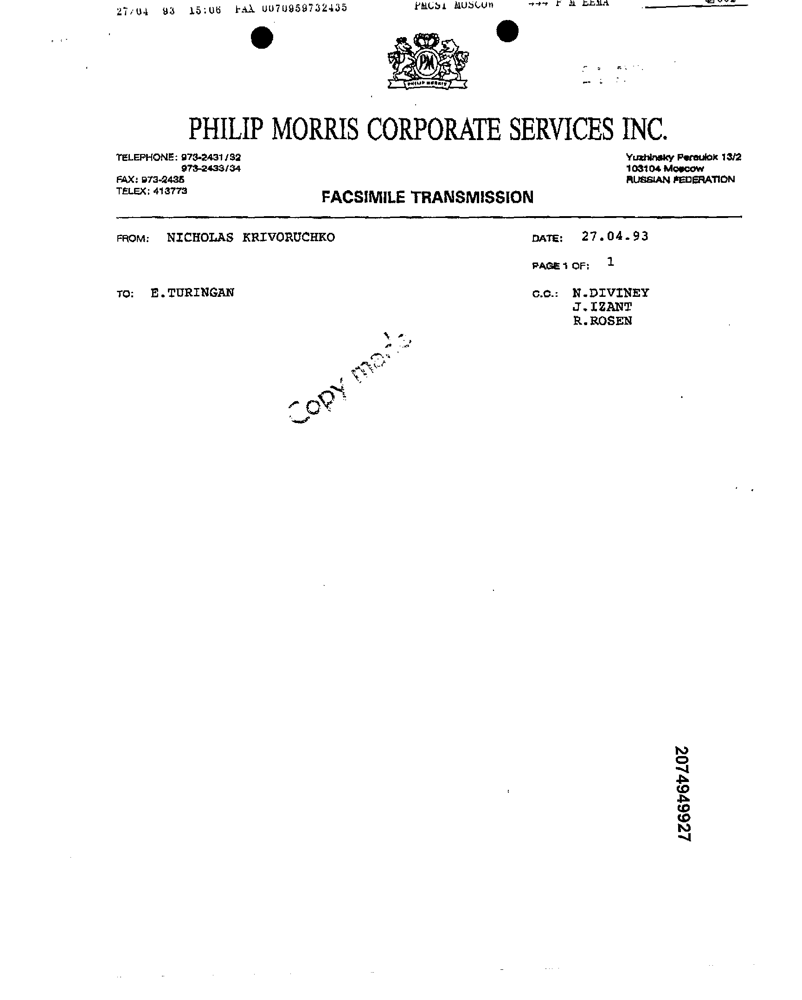 27/04 93 15:06 FAX 0070959732435 PMCSI MOSCOW P M EEMA
PM
PHILIP MORRIS
PHILIP MORRIS CORPORATE SERVICES INC.
TELEPHONE: 973-2431/32
973-2433/34
FAX: 973-2435
TELEX: 413773
Yuzhinsky Pereulok 13/2
103104 Moscow
RUSSIAN FEDERATION
FACSIMILE TRANSMISSION
FROM: NICHOLAS KRIVORUCHKO
DATE: 27.04.93
PAGE 1 OF: 1
TO: E.TURINGAN
C.C.: N.DIVINEY
J.IZANT
R.ROSEN
Copy
2074949927